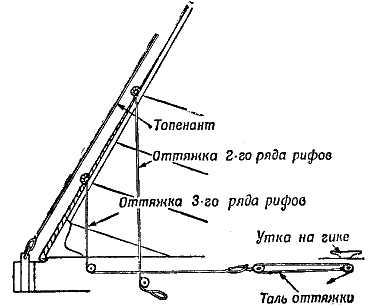 Топенант
Оттяжка 2-го ряда рифов
Оттяжка 3-го ряда рифов
Утка на гике
Таль оттяжки